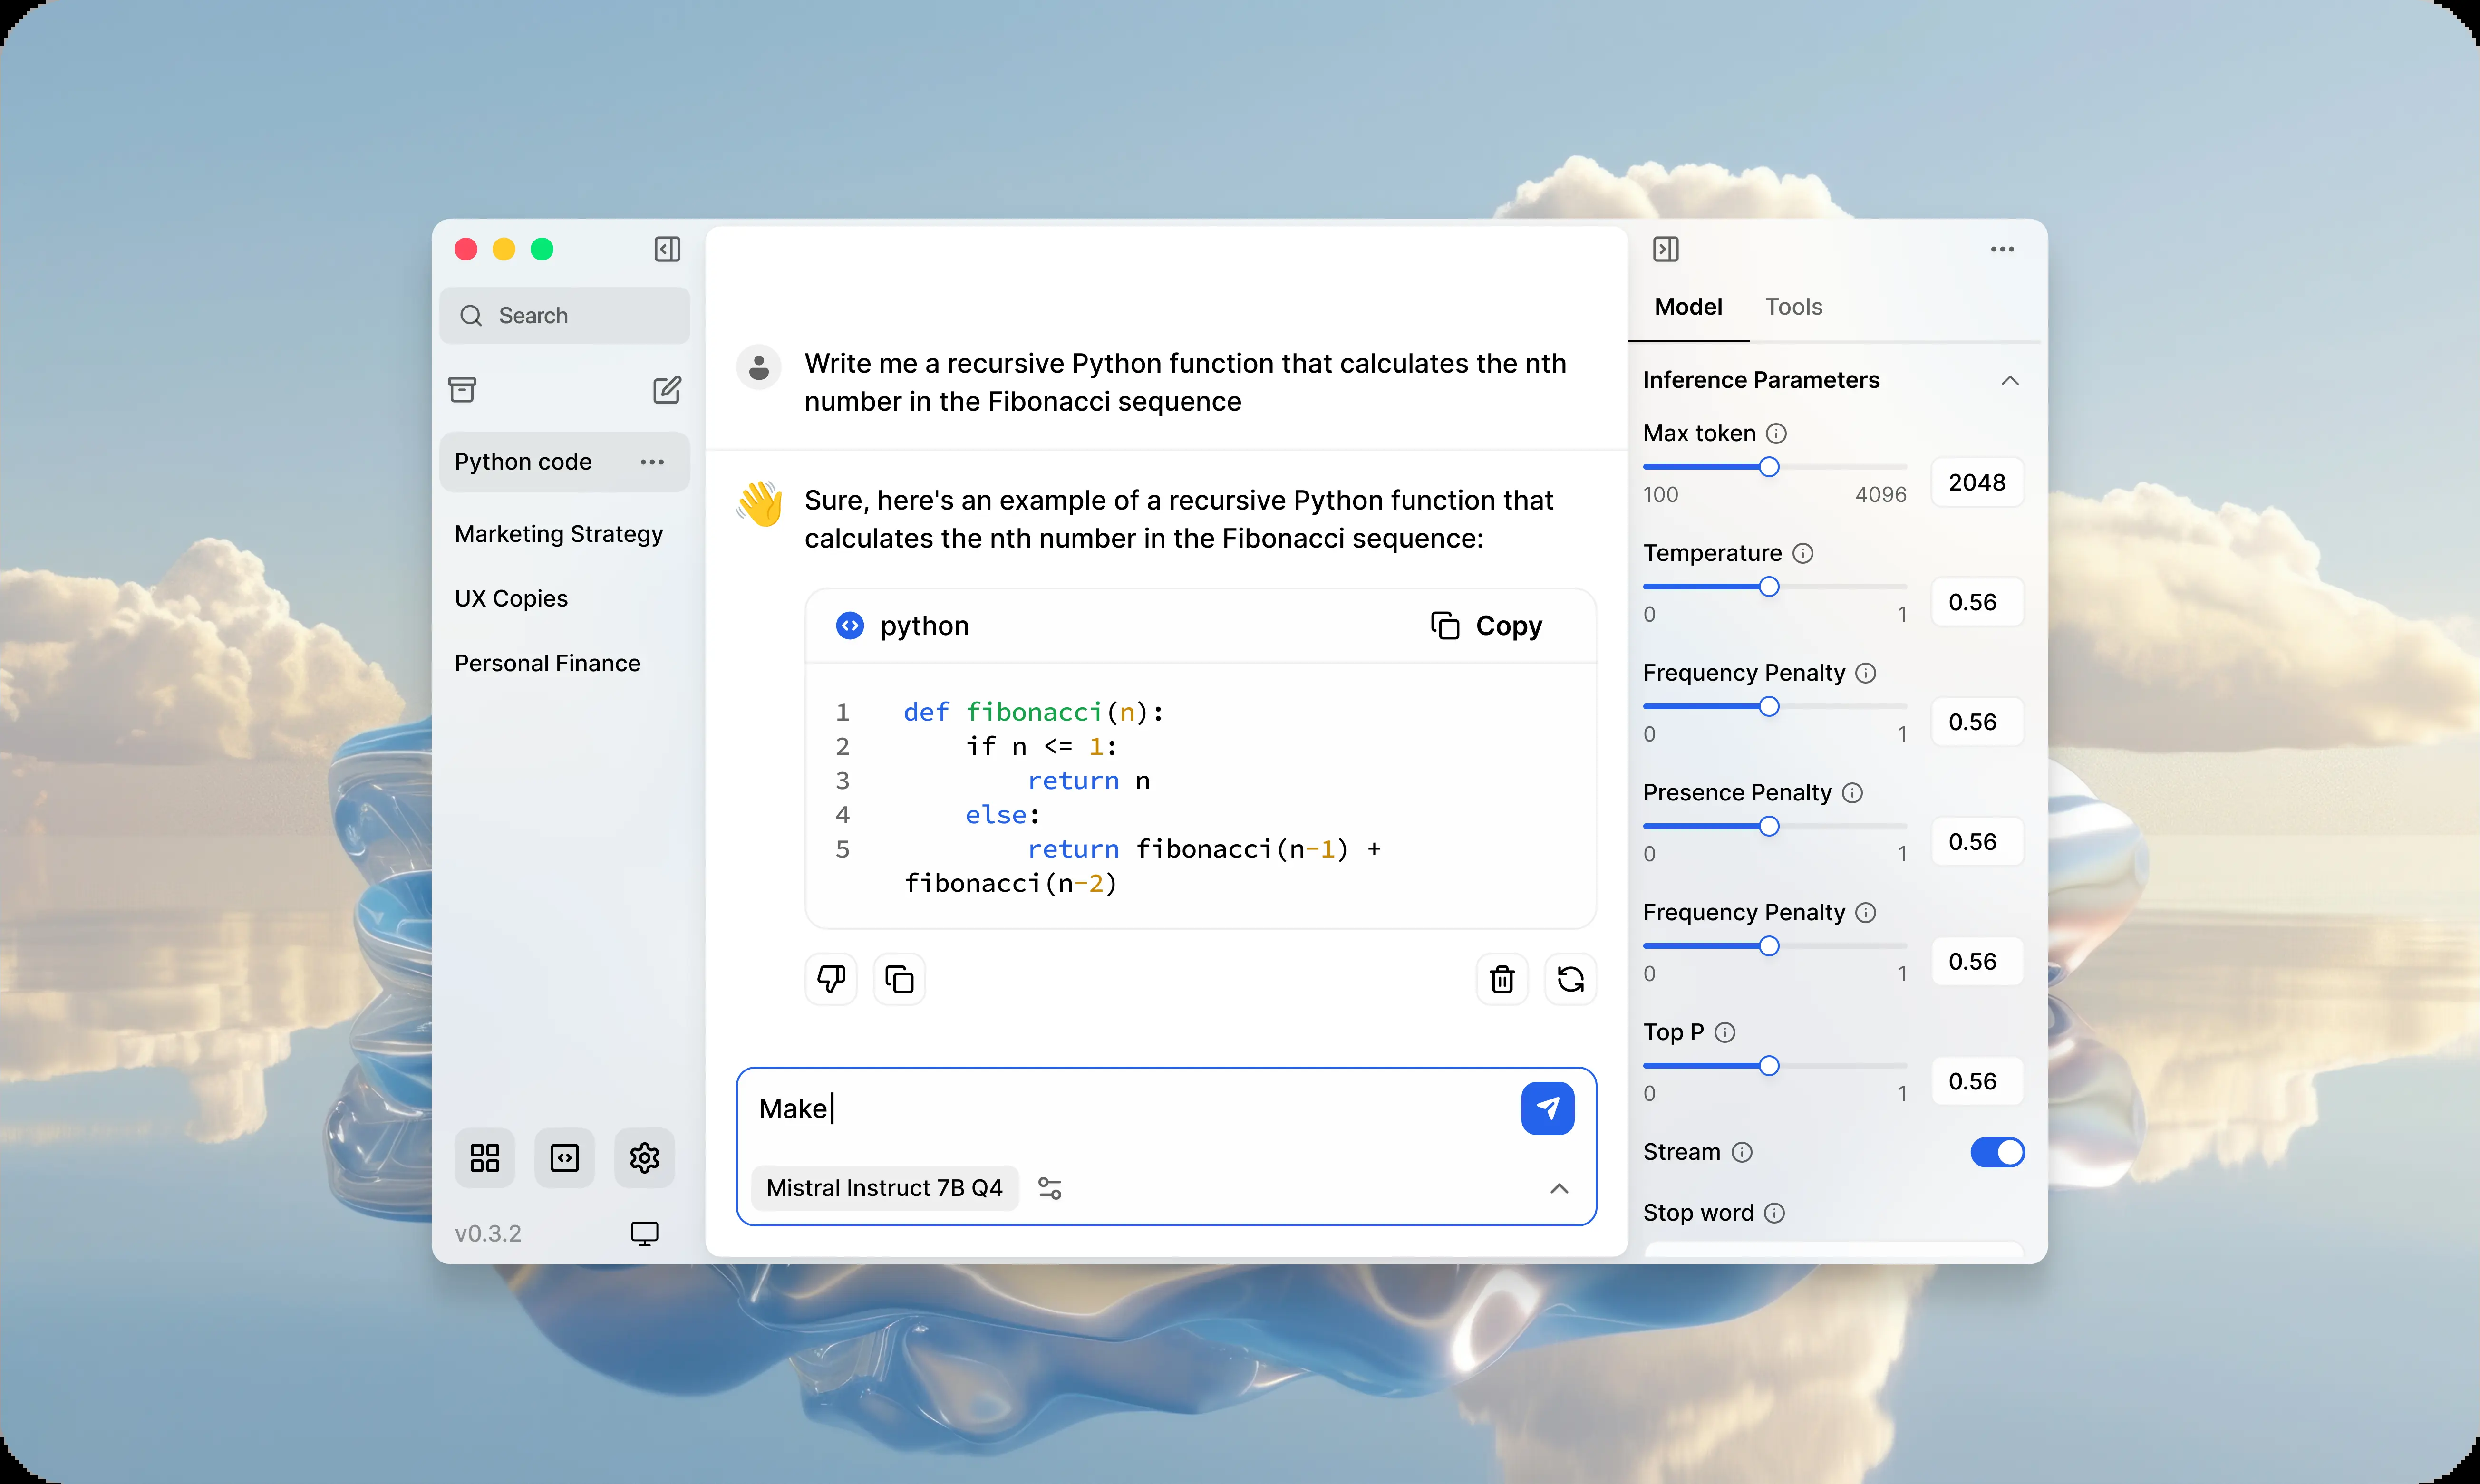 Search
Python code
Marketing Strategy
UX Copies
Personal Finance
v0.3.2
Write me a recursive Python function that calculates the nth
number in the Fibonacci sequence
Sure, here's an example of a recursive Python function that
calculates the nth number in the Fibonacci sequence:
python
Copy
1 def fibonacci(n):
2     if n <= 1:
3         return n
4     else:
5         return fibonacci(n-1) +
fibonacci(n-2)
Make
Mistral Instruct 7B Q4
Model Tools
Inference Parameters
Max token
2048
100 4096
Temperature
0.56
0 1
Frequency Penalty
0.56
0 1
Presence Penalty
0.56
0 1
Frequency Penalty
0.56
0 1
Top P
0.56
0 1
Stream
Stop word